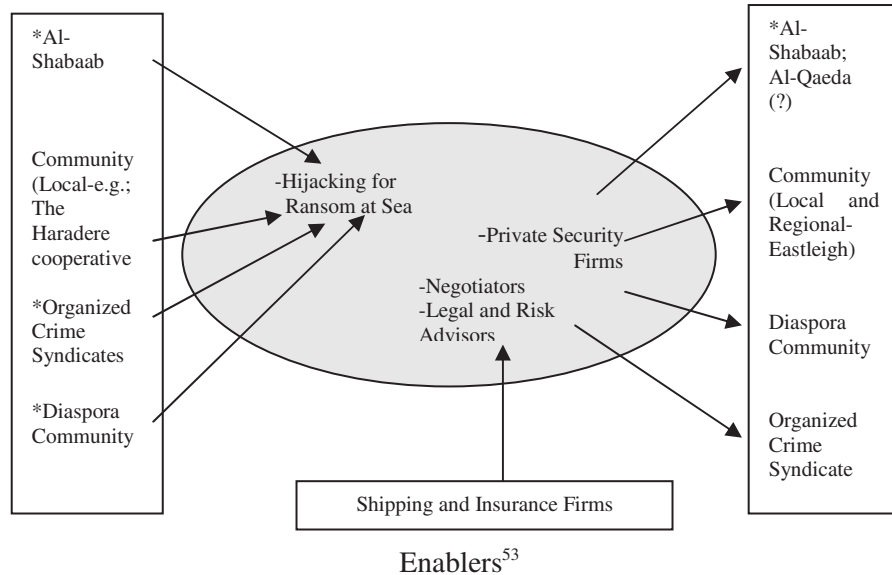 *Al-
Shabaab
Community
(Local-e.g.;
The
Haradere
cooperative
*Organized
Crime
Syndicates
*Diaspora
Community
-Hijacking for
Ransom at Sea
-Private Security
Firms
-Negotiators
-Legal and Risk
Advisors
*Al-
Shabaab;
Al-Qaeda
(?)
Community
(Local and
Regional-
Eastleigh)
Diaspora
Community
Organized
Crime
Syndicate
Shipping and Insurance Firms
Enablers⁵³